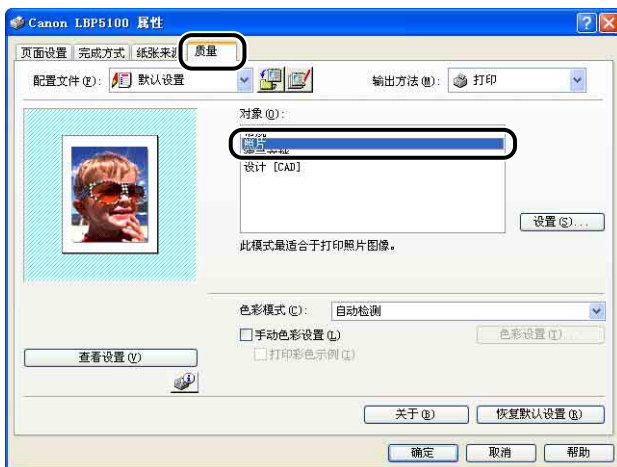 Canon LBP5100 属性
页面设置 完成方式 纸张来 质量
配置文件(F): 默认设置 输出方法(M): 打印
对象(O):
照片
设计 [CAD]
设置(S)...
此模式最适合于打印照片图像。
色彩模式(C): 自动检测
手动色彩设置(L) 色彩设置(T)...
打印彩色示例(I)
查看设置(V)
关于(B) 恢复默认设置(R)
确定 取消 帮助